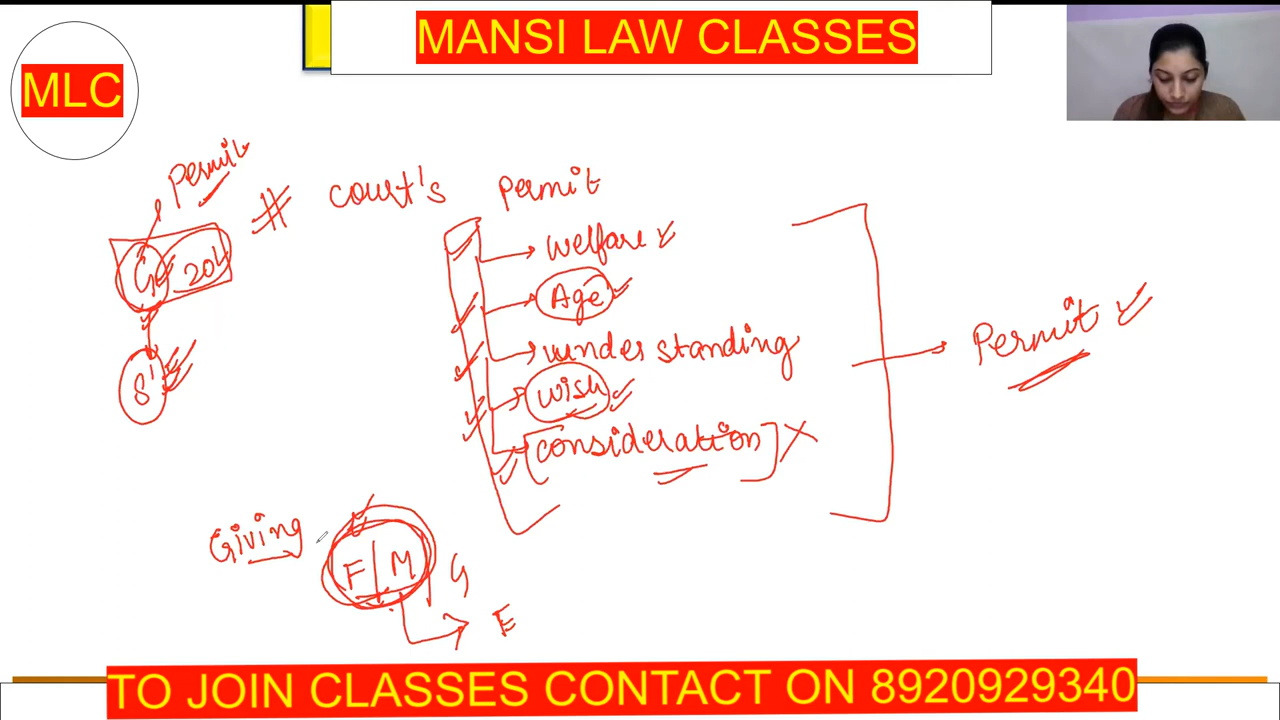 MANSI LAW CLASSES
MLC
Permit
# court's permit
welfare
G 20Y
Age
understanding
Permit
wish
S'
[consideration] X
Giving
F | M G
E
TO JOIN CLASSES CONTACT ON 8920929340